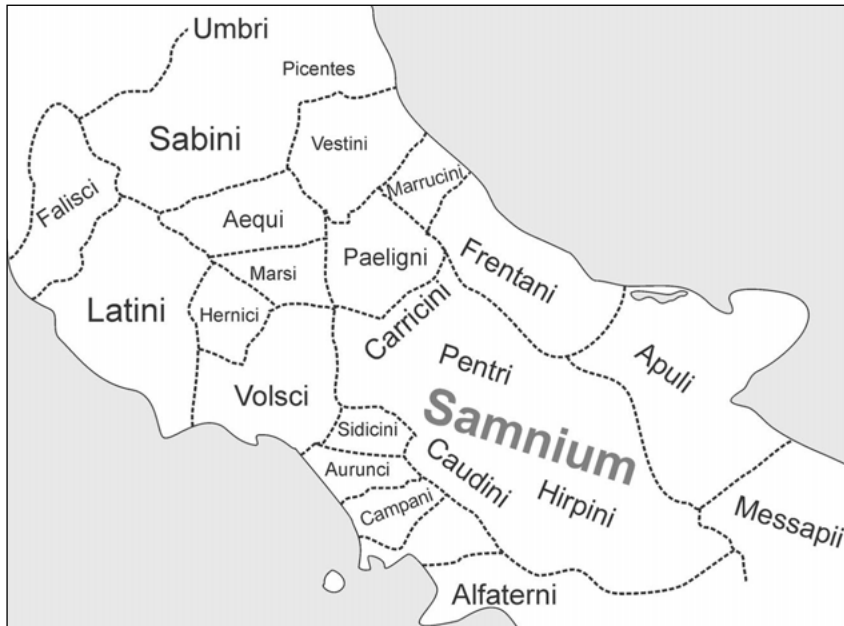 Umbri
Picentes
Sabini
Vestini
Marrucini
Falisci
Aequi
Paeligni
Frentani
Marsi
Latini
Hernici
Carricini
Apuli
Pentri
Volsci
Samnium
Sidicini
Caudini
Aurunci
Hirpini
Campani
Messapii
Alfaterni